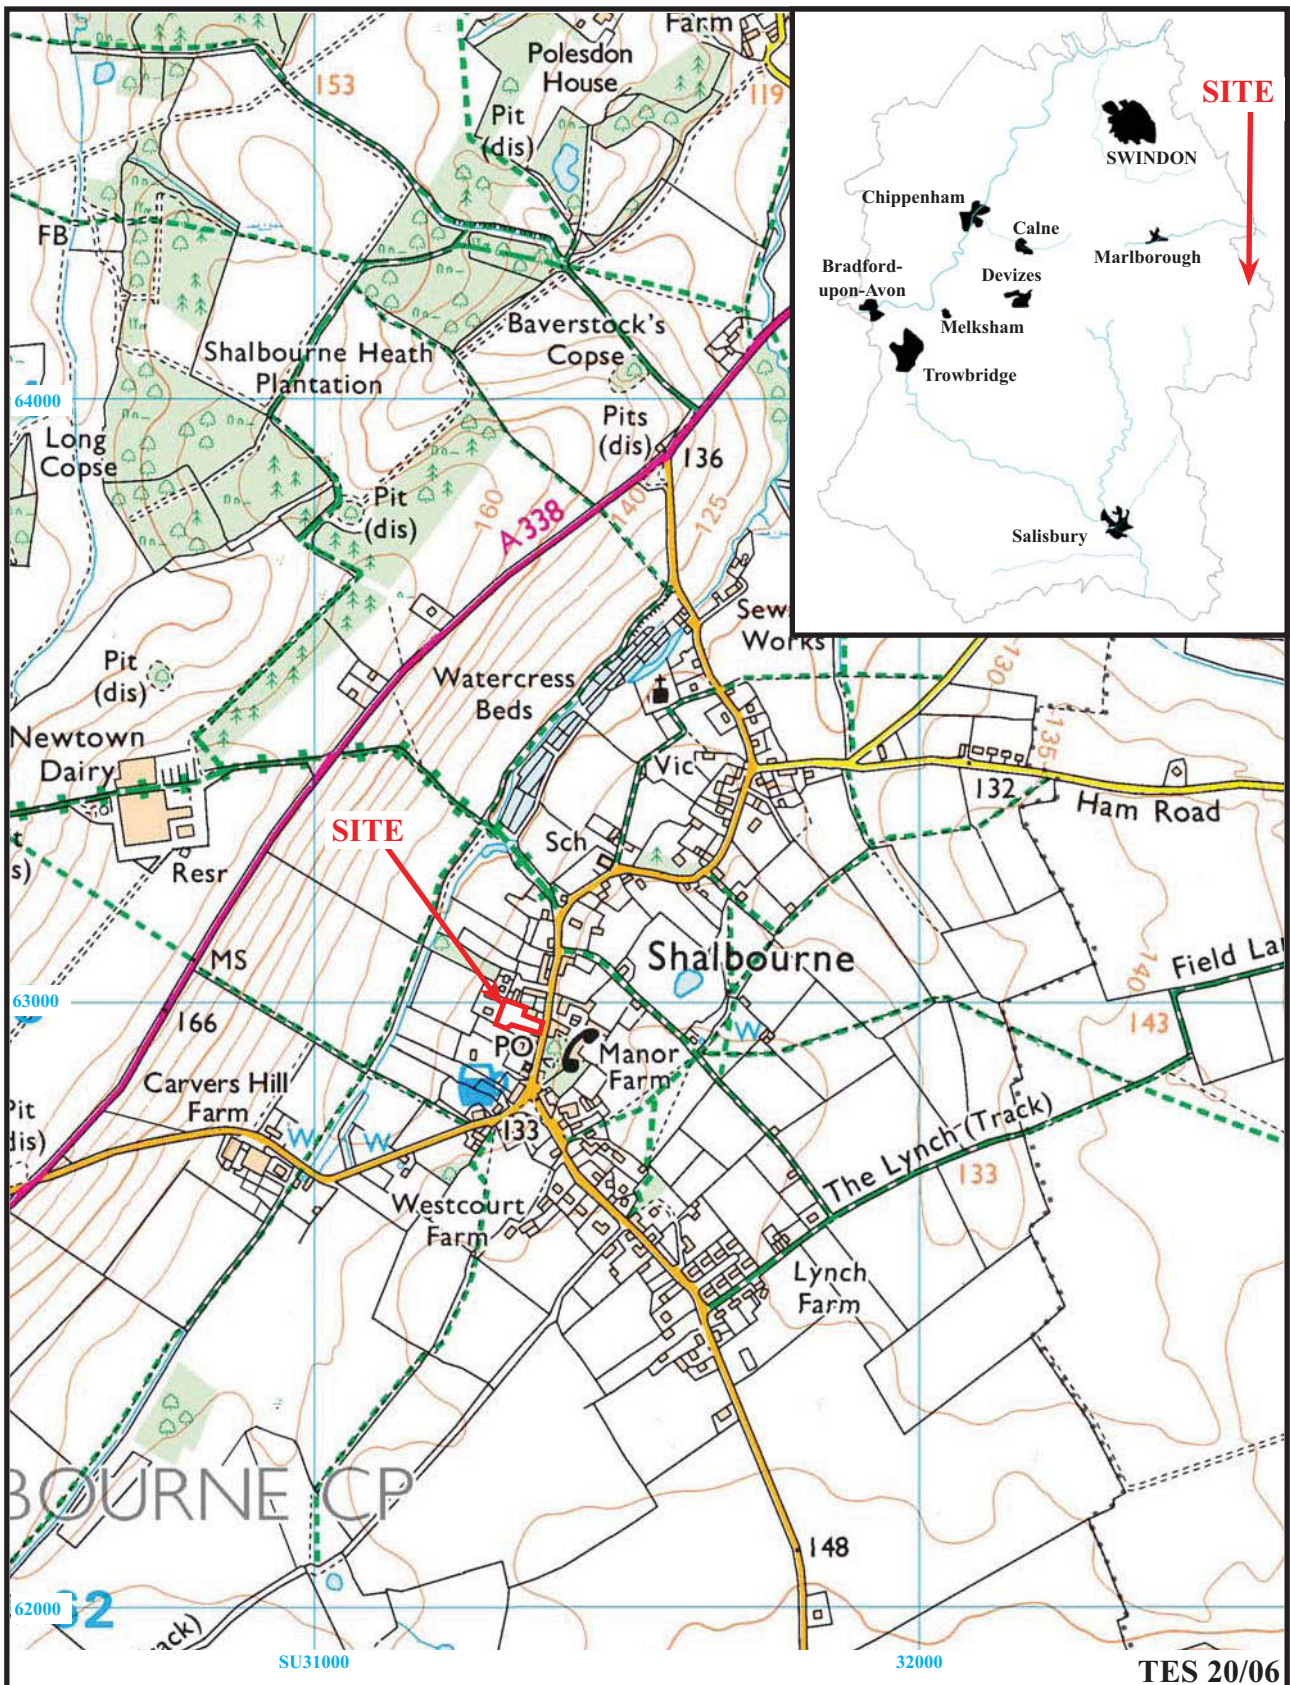 Farm
Polesdon
House
153
119
Pit
(dis)
FB
Baverstock's
Copse
Shalbourne Heath
Plantation
64000
Pits
(dis)
Long
Copse
136
Pit
(dis)
160
140
125
A 338
Sew
Works
130
Pit
(dis)
Watercress
Beds
135
Newtown
Dairy
Vic
132
Ham Road
SITE
Sch
Resr
s)
MS
Shalbourne
140
Field La
63000
166
143
PO
Manor
Farm
W
Carvers Hill
Farm
Pit
dis)
133
W
W
The Lynch (Track)
133
Westcourt
Farm
Lynch
Farm
BOURNE CP
148
62000
62
rack)
SU31000
32000
TES 20/06
SITE
SWINDON
Chippenham
Calne
Marlborough
Bradford-
upon-Avon
Devizes
Melksham
Trowbridge
Salisbury